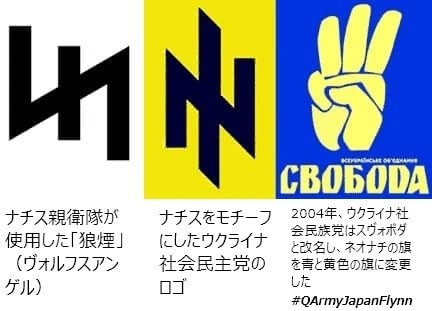 ВСЕУКРАЇНСЬКЕ ОБ'ЄДНАННЯ
СВОБОДА
ナチス親衛隊が
使用した「狼煙」
（ヴォルフスアン
ゲル）
ナチスをモチーフ
にしたウクライナ
社会民主党の
ロゴ
2004年、ウクライナ社
会民族党はスヴォボダ
と改名し、ネオナチの旗
を青と黄色の旗に変更し
た
#QArmyJapanFlynn